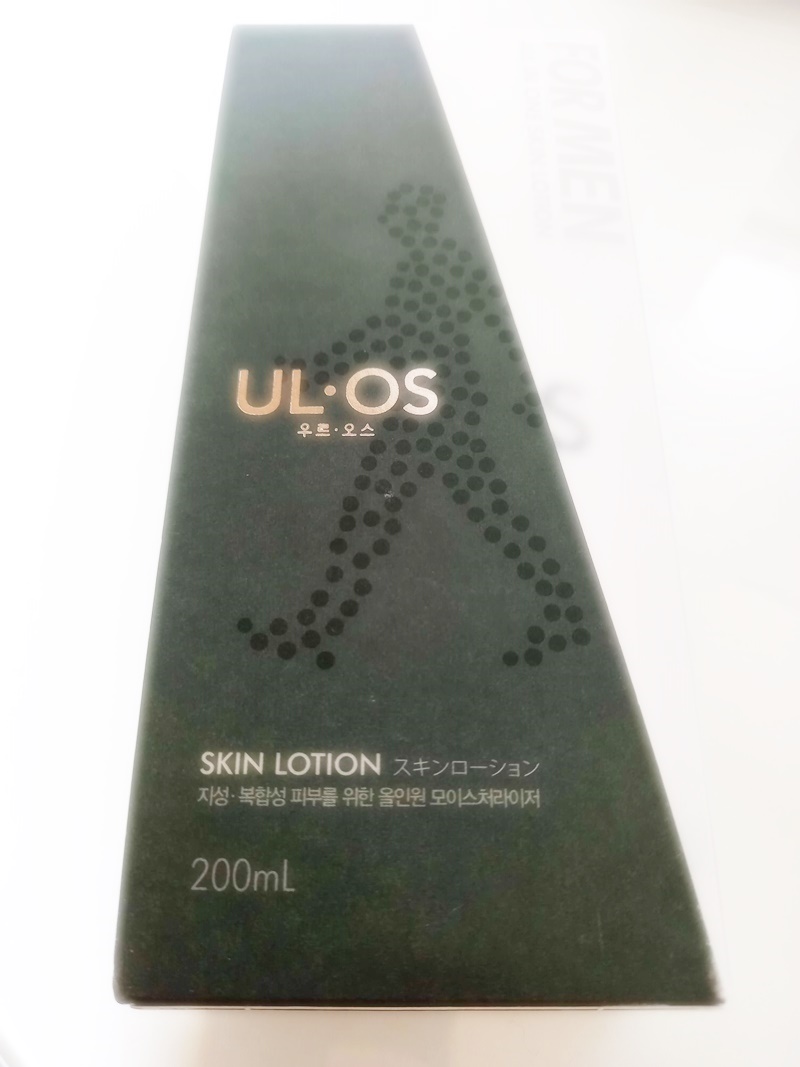 UL·OS
우르·오스
SKIN LOTION スキンローション
지성·복합성 피부를 위한 올인원 모이스처라이저
200mL
FOR MEN
S